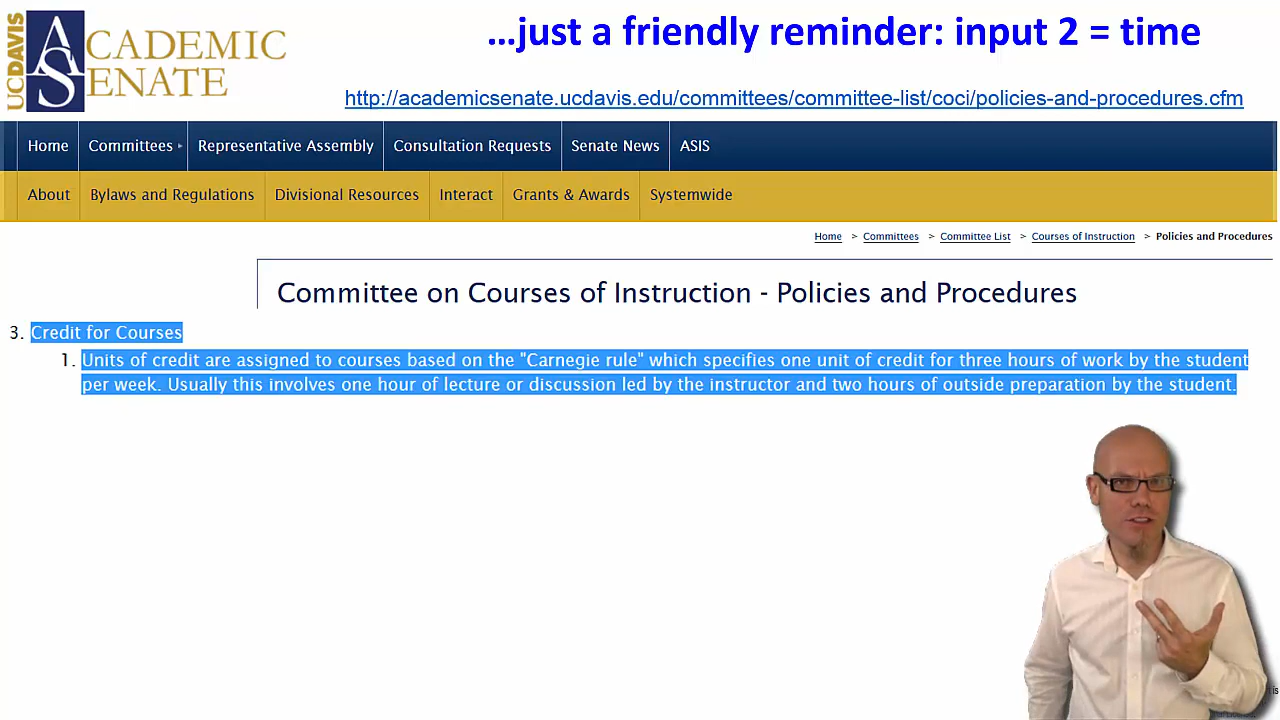 UCDAVIS
ACADEMIC
SENATE
...just a friendly reminder: input 2 = time
http://academicsenate.ucdavis.edu/committees/committee-list/coci/policies-and-procedures.cfm
Home Committees Representative Assembly Consultation Requests Senate News ASIS
About Bylaws and Regulations Divisional Resources Interact Grants & Awards Systemwide
Home > Committees > Committee List > Courses of Instruction > Policies and Procedures
Committee on Courses of Instruction - Policies and Procedures
3. Credit for Courses
1. Units of credit are assigned to courses based on the "Carnegie rule" which specifies one unit of credit for three hours of work by the student
per week. Usually this involves one hour of lecture or discussion led by the instructor and two hours of outside preparation by the student.